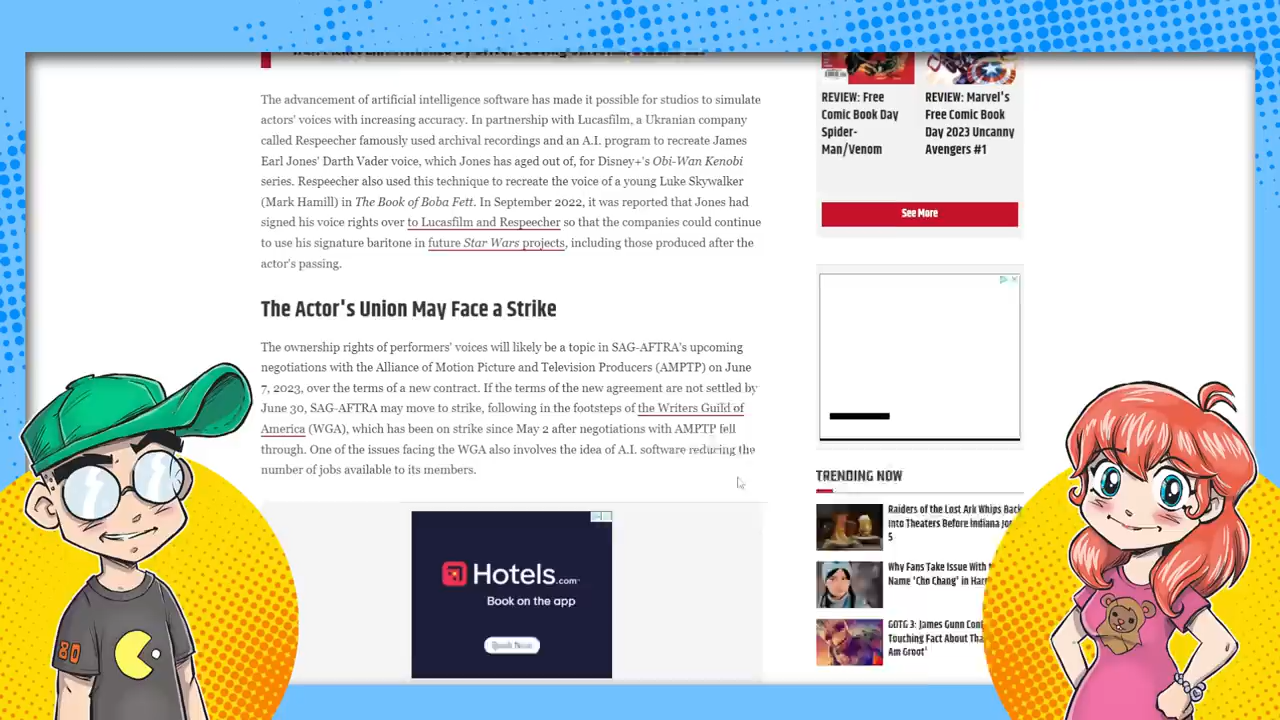 The advancement of artificial intelligence software has made it possible for studios to simulate
actors' voices with increasing accuracy. In partnership with Lucasfilm, a Ukranian company
called Respeecher famously used archival recordings and an A.I. program to recreate James
Earl Jones' Darth Vader voice, which Jones has aged out of, for Disney+'s Obi-Wan Kenobi
series. Respeecher also used this technique to recreate the voice of a young Luke Skywalker
(Mark Hamill) in The Book of Boba Fett. In September 2022, it was reported that Jones had
signed his voice rights over to Lucasfilm and Respeecher so that the companies could continue
to use his signature baritone in future Star Wars projects, including those produced after the
actor's passing.
The Actor's Union May Face a Strike
The ownership rights of performers' voices will likely be a topic in SAG-AFTRA's upcoming
negotiations with the Alliance of Motion Picture and Television Producers (AMPTP) on June
7, 2023, over the terms of a new contract. If the terms of the new agreement are not settled by
June 30, SAG-AFTRA may move to strike, following in the footsteps of the Writers Guild of
America (WGA), which has been on strike since May 2 after negotiations with AMPTP fell
through. One of the issues facing the WGA also involves the idea of A.I. software reducing the
number of jobs available to its members.
Hotels.com
Book on the app
Book Now
REVIEW: Free
Comic Book Day
Spider-
Man/Venom
REVIEW: Marvel's
Free Comic Book
Day 2023 Uncanny
Avengers #1
See More
TRENDING NOW
Raiders of the Lost Ark Whips Back
Into Theaters Before Indiana
5
Why Fans Take Issue With
Name 'Cho Chang' in
GOTG 3: James Gunn
Touching Fact About
Am Groot'
80